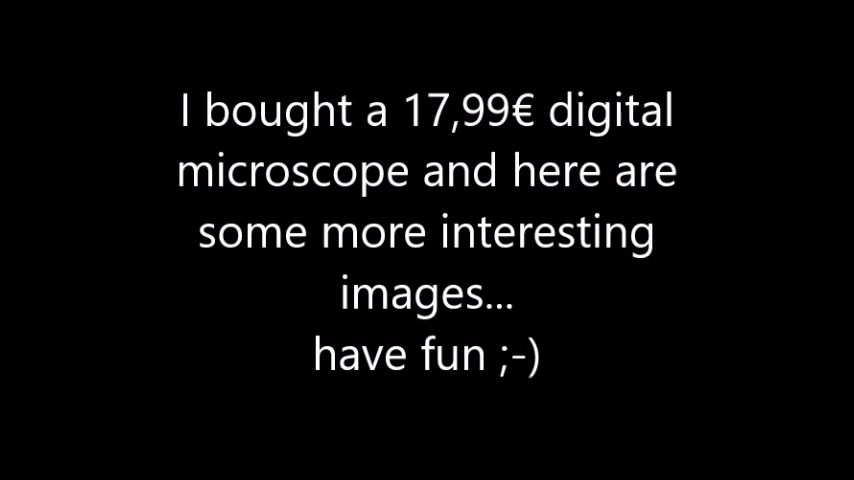 I bought a 17,99€ digital
microscope and here are
some more interesting
images...
have fun ;-)